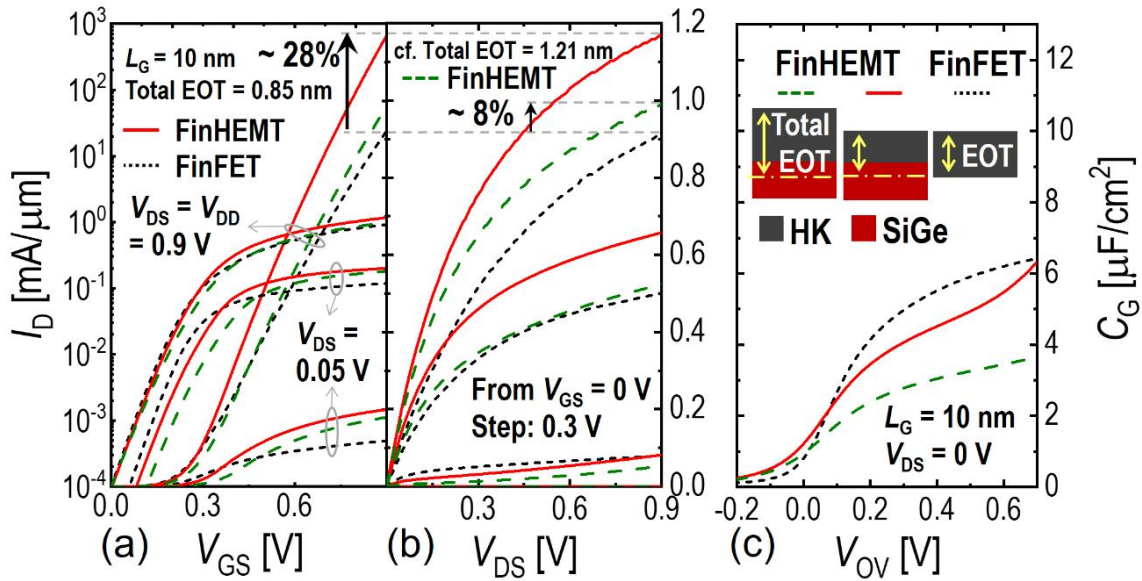 10³
10²
10¹
10⁰
10⁻¹
10⁻²
10⁻³
10⁻⁴
I_D [mA/μm]
L_G = 10 nm
~ 28%
Total EOT = 0.85 nm
FinHEMT
FinFET
V_DS = V_DD
= 0.9 V
V_DS =
0.05 V
0.0 0.3 0.6
(a) V_GS [V]
cf. Total EOT = 1.21 nm
FinHEMT
~ 8%
From V_GS = 0 V
Step: 0.3 V
1.2
1.0
0.8
0.6
0.4
0.2
0.0
0.3 0.6 0.9
(b) V_DS [V]
FinHEMT FinFET
Total
EOT
EOT
HK SiGe
L_G = 10 nm
V_DS = 0 V
12
10
8
6
4
2
0
C_G [μF/cm²]
-0.2 0.0 0.2 0.4 0.6
(c) V_OV [V]